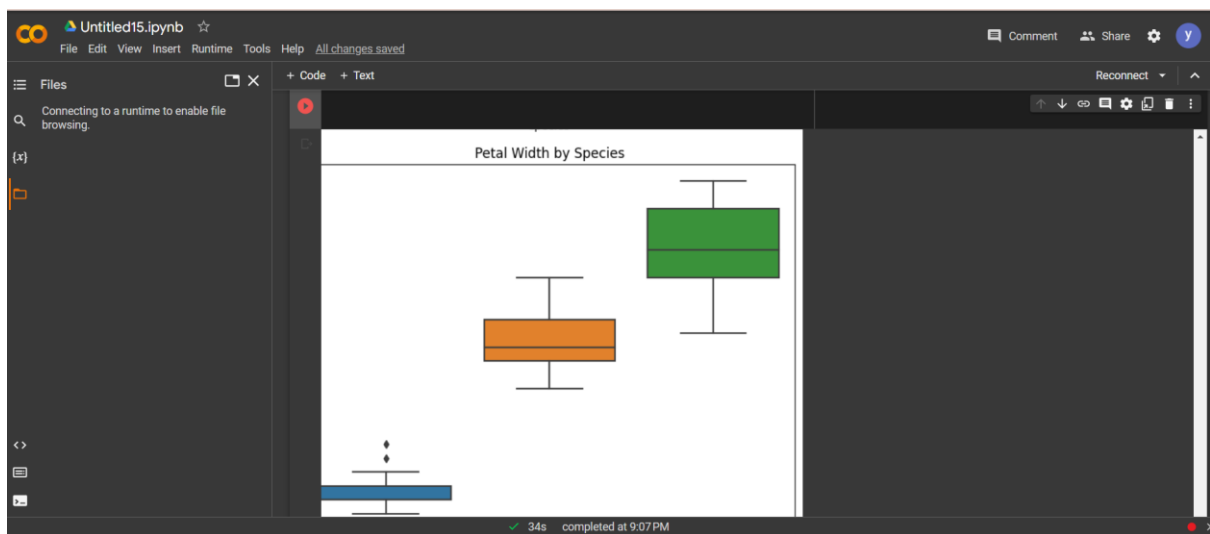 Untitled15.ipynb
File Edit View Insert Runtime Tools Help All changes saved
Comment Share y
Files
+ Code + Text
Reconnect
Connecting to a runtime to enable file
browsing.
{x}
Petal Width by Species
<>
34s completed at 9:07 PM